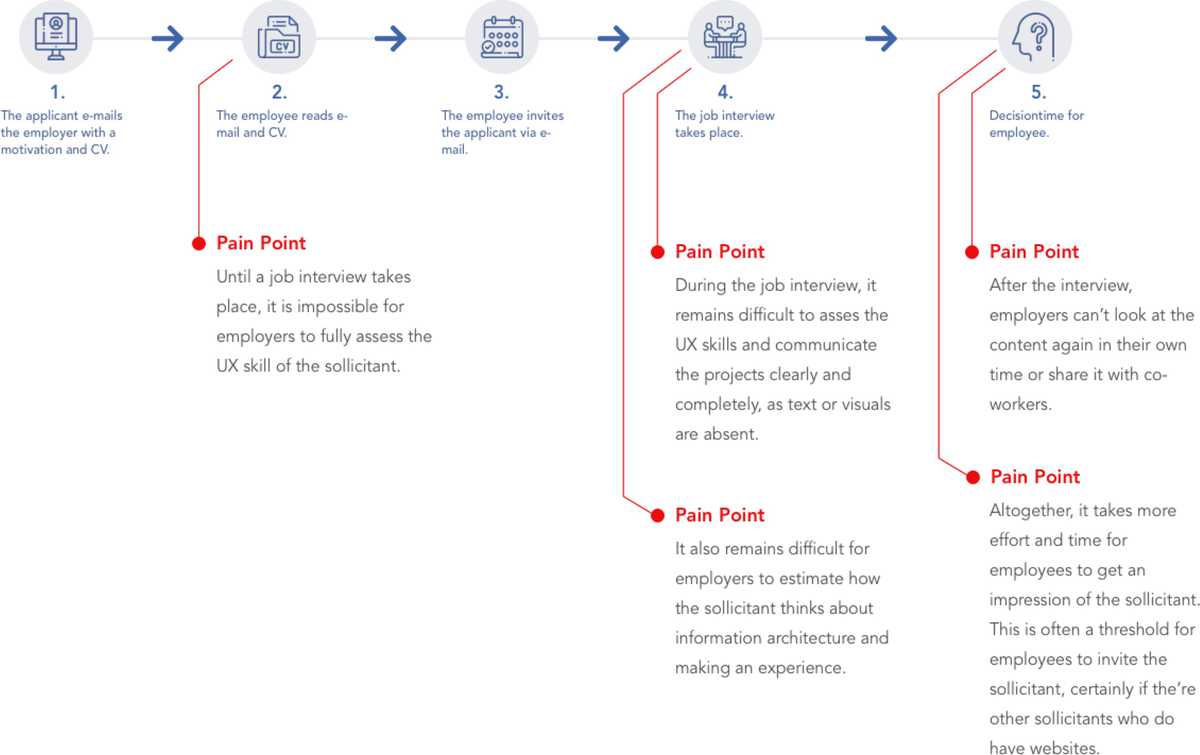 CV
1.
The applicant e-mails
the employer with a
motivation and CV.
2.
The employee reads e-
mail and CV.
3.
The employee invites
the applicant via e-
mail.
4.
The job interview
takes place.
5.
Decisiontime for
employee.
Pain Point
Until a job interview takes
place, it is impossible for
employers to fully assess the
UX skill of the sollicitant.
Pain Point
During the job interview, it
remains difficult to asses the
UX skills and communicate
the projects clearly and
completely, as text or visuals
are absent.
Pain Point
It also remains difficult for
employers to estimate how
the sollicitant thinks about
information architecture and
making an experience.
Pain Point
After the interview,
employers can’t look at the
content again in their own
time or share it with co-
workers.
Pain Point
Altogether, it takes more
effort and time for
employees to get an
impression of the sollicitant.
This is often a threshold for
employees to invite the
sollicitant, certainly if the’re
other sollicitants who do
have websites.